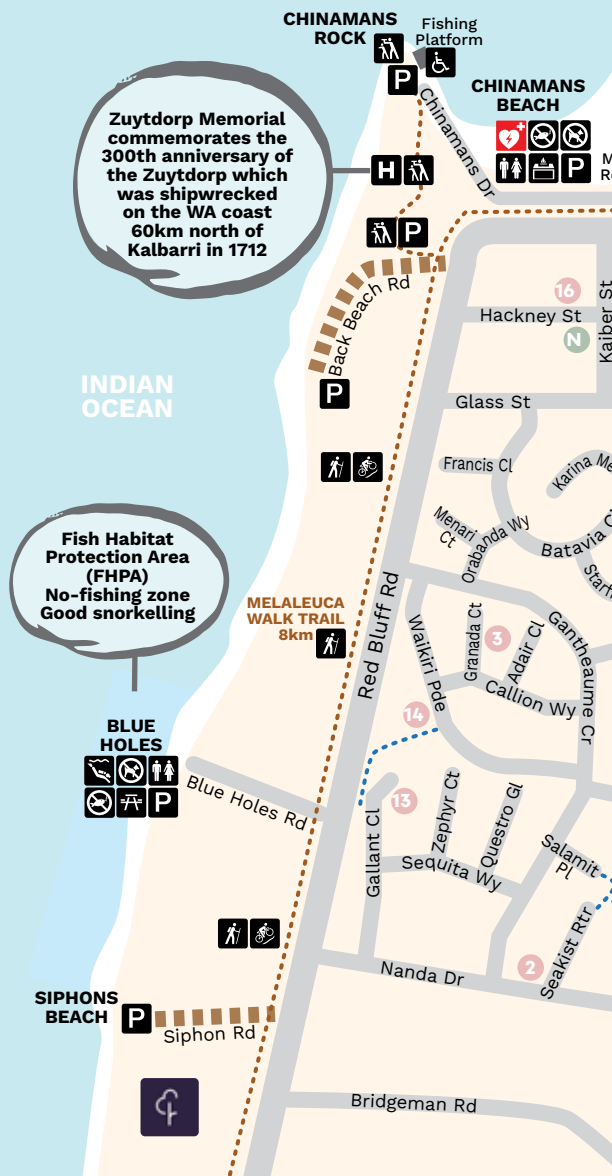 CHINAMANS
ROCK
Fishing
Platform
P
CHINAMANS
BEACH
P
Chinamans Dr
Zuytdorp Memorial
commemorates the
300th anniversary of
the Zuytdorp which
was shipwrecked
on the WA coast
60km north of
Kalbarri in 1712
H
P
Back Beach Rd
P
16
Hackney St
N
Kaiber St
INDIAN
OCEAN
Glass St
Francis Cl
Karina Me
Menari
Ct
Orabanda Wy
Batavia C
Starf
Fish Habitat
Protection Area
(FHPA)
No-fishing zone
Good snorkelling
MELALEUCA
WALK TRAIL
8km
Red Bluff Rd
Waikiri Pde
Granada Ct
3
Adair Cl
Gantheaume Cr
Callion Wy
14
BLUE
HOLES
P
Blue Holes Rd
13
Gallant Cl
Zephyr Ct
Questro Gl
Sequita Wy
Salamit
Pl
Seakist Rtr
2
Nanda Dr
SIPHONS
BEACH
P
Siphon Rd
Bridgeman Rd